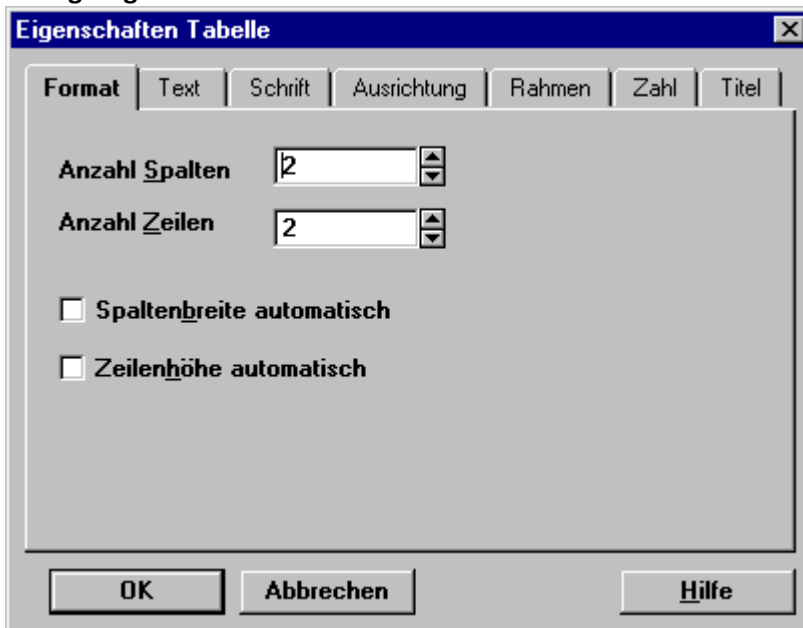 Eigenschaften Tabelle
Format Text Schrift Ausrichtung Rahmen Zahl Titel
Anzahl Spalten 2
Anzahl Zeilen 2
Spaltenbreite automatisch
Zeilenhöhe automatisch
OK Abbrechen Hilfe